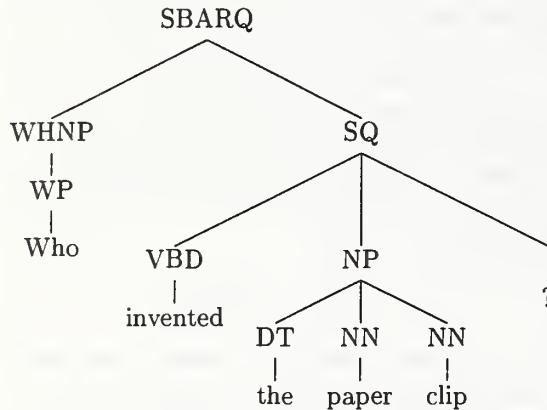 SBARQ
WHNP SQ
WP
Who VBD NP ?
invented
DT NN NN
the paper clip